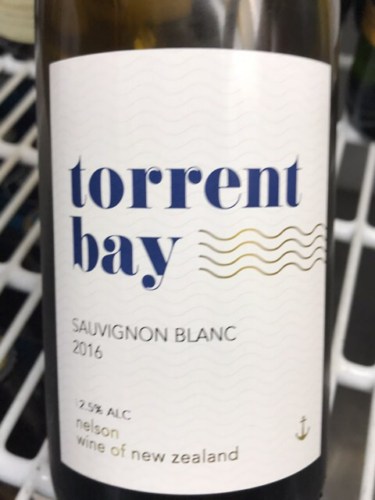 torrent
bay
SAUVIGNON BLANC
2016
12.5% ALC
nelson
wine of new zealand